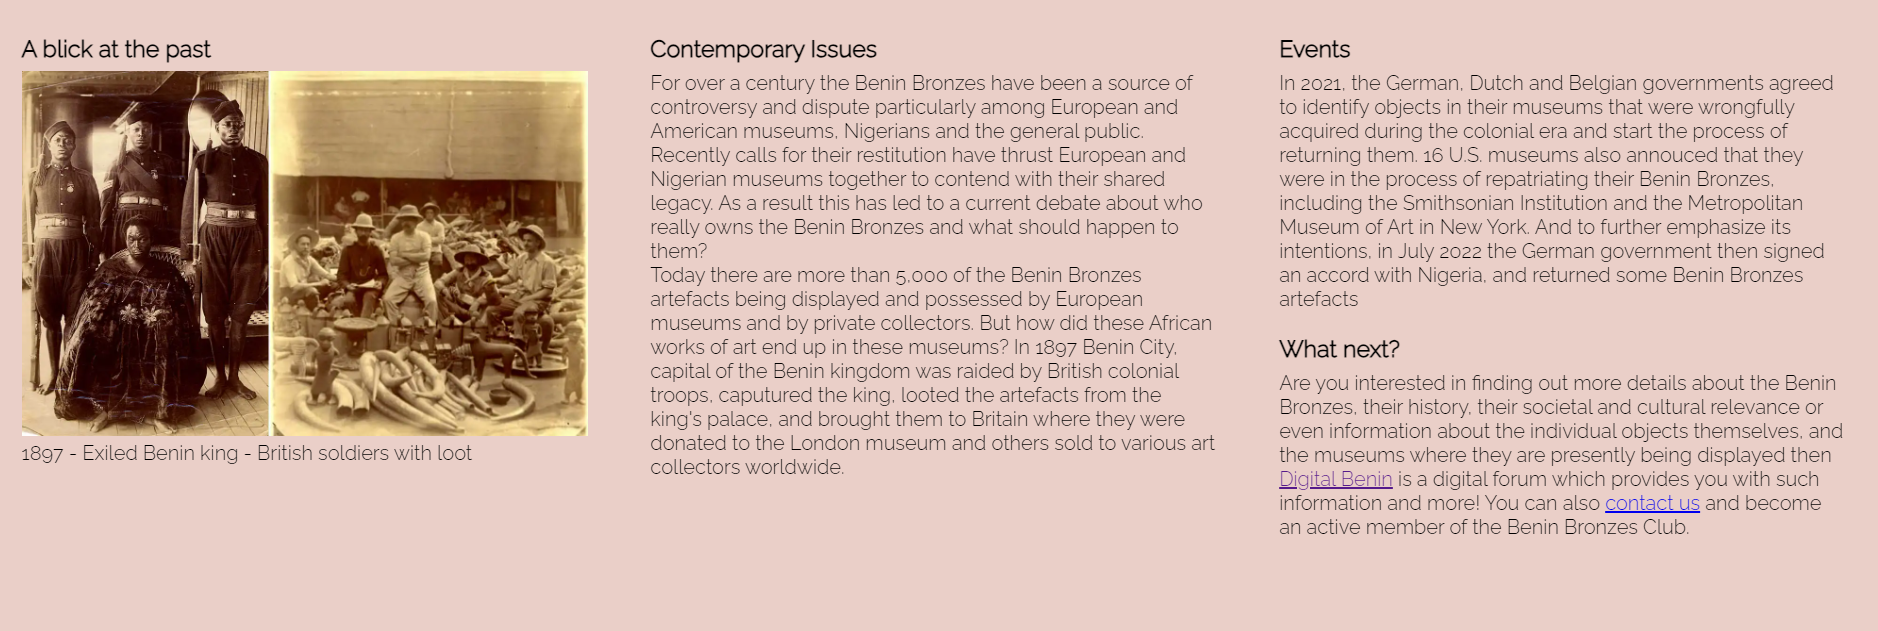 A blick at the past
1897 - Exiled Benin king - British soldiers with loot
Contemporary Issues
For over a century the Benin Bronzes have been a source of
controversy and dispute particularly among European and
American museums, Nigerians and the general public.
Recently calls for their restitution have thrust European and
Nigerian museums together to contend with their shared
legacy. As a result this has led to a current debate about who
really owns the Benin Bronzes and what should happen to
them?
Today there are more than 5,000 of the Benin Bronzes
artefacts being displayed and possessed by European
museums and by private collectors. But how did these African
works of art end up in these museums? In 1897 Benin City,
capital of the Benin kingdom was raided by British colonial
troops, caputured the king, looted the artefacts from the
king's palace, and brought them to Britain where they were
donated to the London museum and others sold to various art
collectors worldwide.
Events
In 2021, the German, Dutch and Belgian governments agreed
to identify objects in their museums that were wrongfully
acquired during the colonial era and start the process of
returning them. 16 U.S. museums also annouced that they
were in the process of repatriating their Benin Bronzes,
including the Smithsonian Institution and the Metropolitan
Museum of Art in New York. And to further emphasize its
intentions, in July 2022 the German government then signed
an accord with Nigeria, and returned some Benin Bronzes
artefacts
What next?
Are you interested in finding out more details about the Benin
Bronzes, their history, their societal and cultural relevance or
even information about the individual objects themselves, and
the museums where they are presently being displayed then
Digital Benin is a digital forum which provides you with such
information and more! You can also contact us and become
an active member of the Benin Bronzes Club.